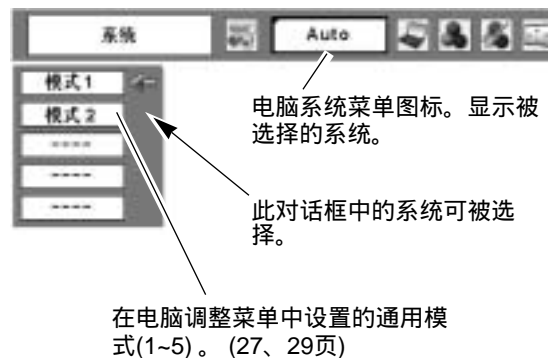 系统
Auto
模式1
模式2
----
----
----
电脑系统菜单图标。显示被
选择的系统。
此对话框中的系统可被选
择。
在电脑调整菜单中设置的通用模
式(1~5) 。 (27、29页)